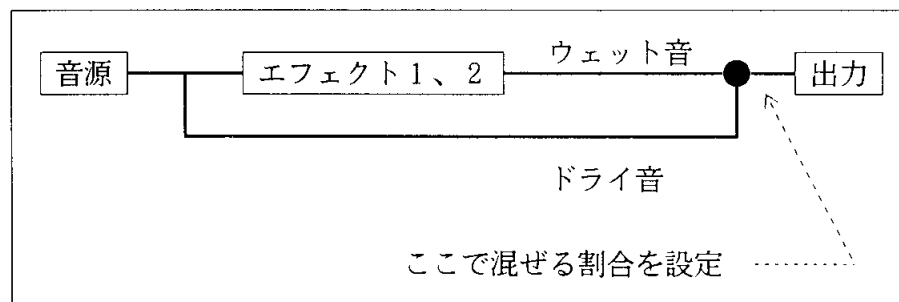 ウェット音
音源
エフェクト1、2
出力
ドライ音
ここで混ぜる割合を設定